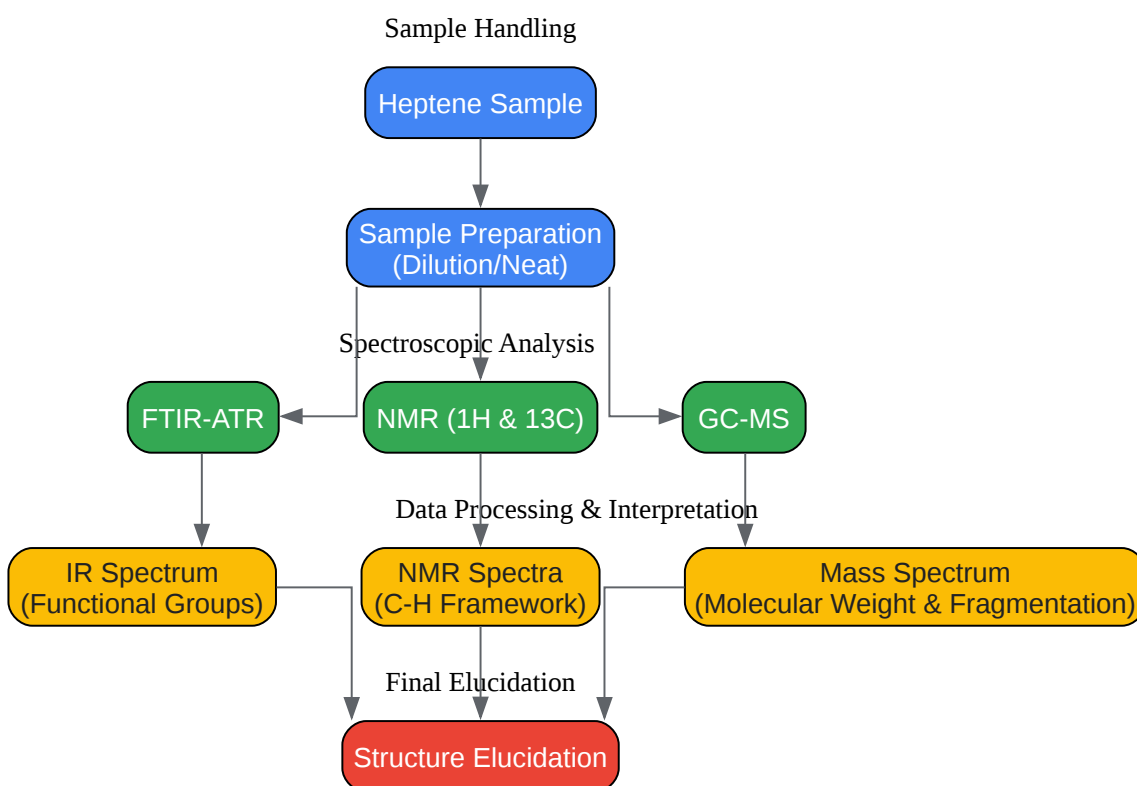 Sample Handling
Heptene Sample
Sample Preparation
(Dilution/Neat)
Spectroscopic Analysis
FTIR-ATR
NMR (1H & 13C)
GC-MS
Data Processing & Interpretation
IR Spectrum
(Functional Groups)
NMR Spectra
(C-H Framework)
Mass Spectrum
(Molecular Weight & Fragmentation)
Final Elucidation
Structure Elucidation